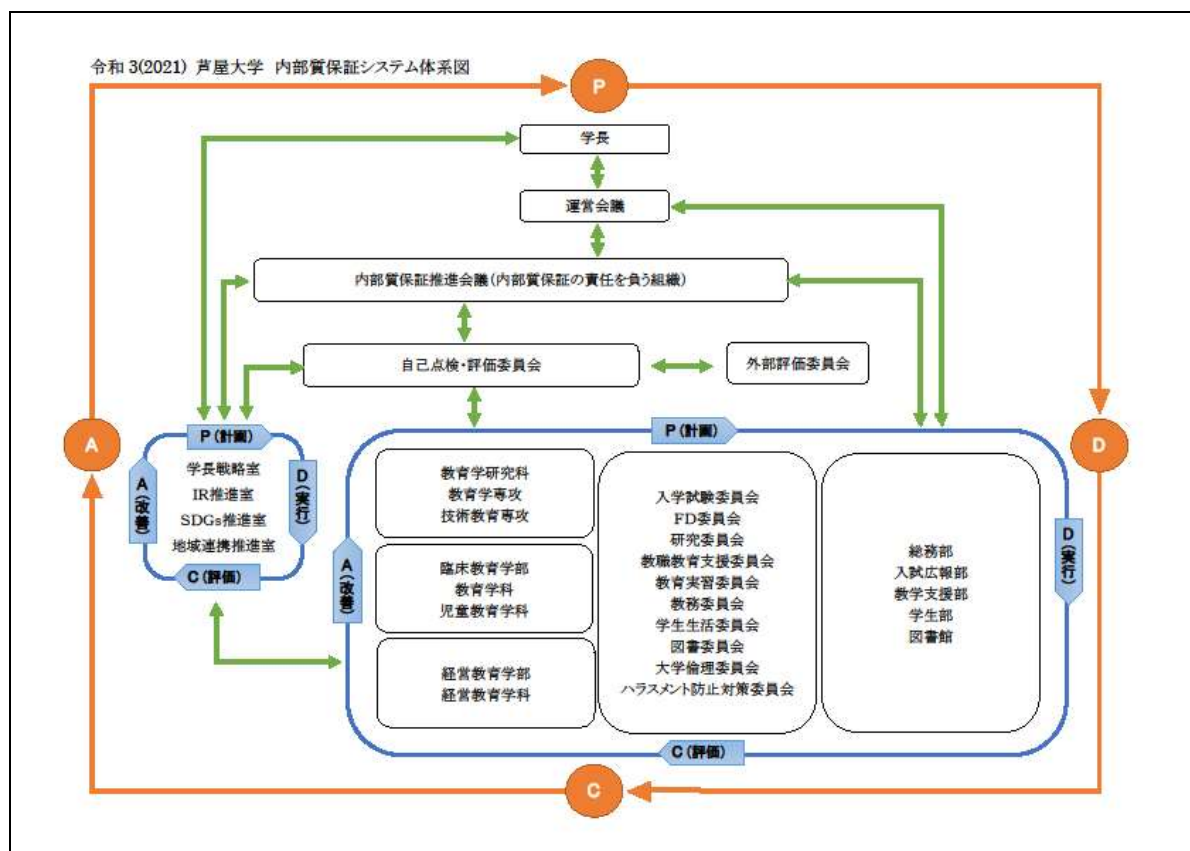 令和 3(2021) 芦屋大学 内部質保証システム体系図
P
学長
運営会議
内部質保証推進会議(内部質保証の責任を負う組織)
自己点検・評価委員会
外部評価委員会
A
D
P(計画)
学長戦略室
IR推進室
SDGs推進室
地域連携推進室
A(改善)
D(実行)
C(評価)
P(計画)
A(改善)
教育学研究科
教育学専攻
技術教育専攻
臨床教育学部
教育学科
児童教育学科
経営教育学部
経営教育学科
入学試験委員会
FD委員会
研究委員会
教職教育支援委員会
教育実習委員会
教務委員会
学生生活委員会
図書委員会
大学倫理委員会
ハラスメント防止対策委員会
総務部
入試広報部
教学支援部
学生部
図書館
D(実行)
C(評価)
C